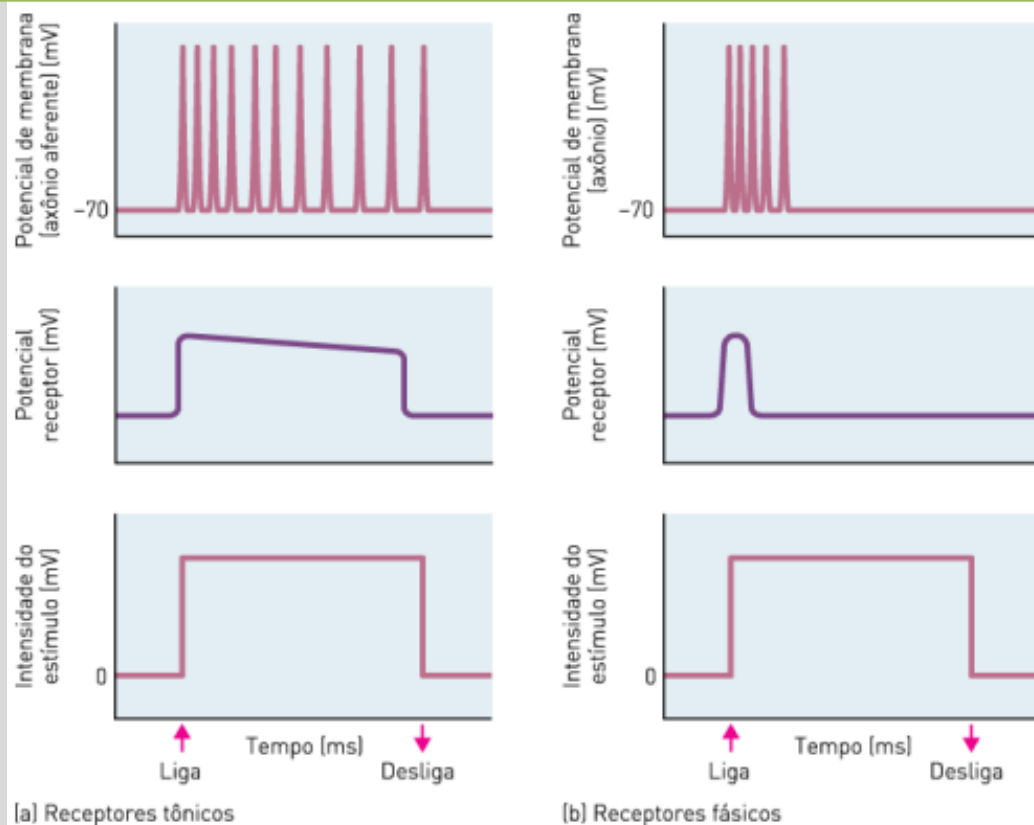 Potencial de membrana
(axônio aferente) (mV)
–70
Potencial
receptor (mV)
Intensidade do
estímulo (mV)
0
Tempo (ms)
Liga
Desliga
(a) Receptores tônicos
Potencial de membrana
(axônio) (mV)
–70
Potencial
receptor (mV)
Intensidade do
estímulo (mV)
0
Tempo (ms)
Liga
Desliga
(b) Receptores fásicos